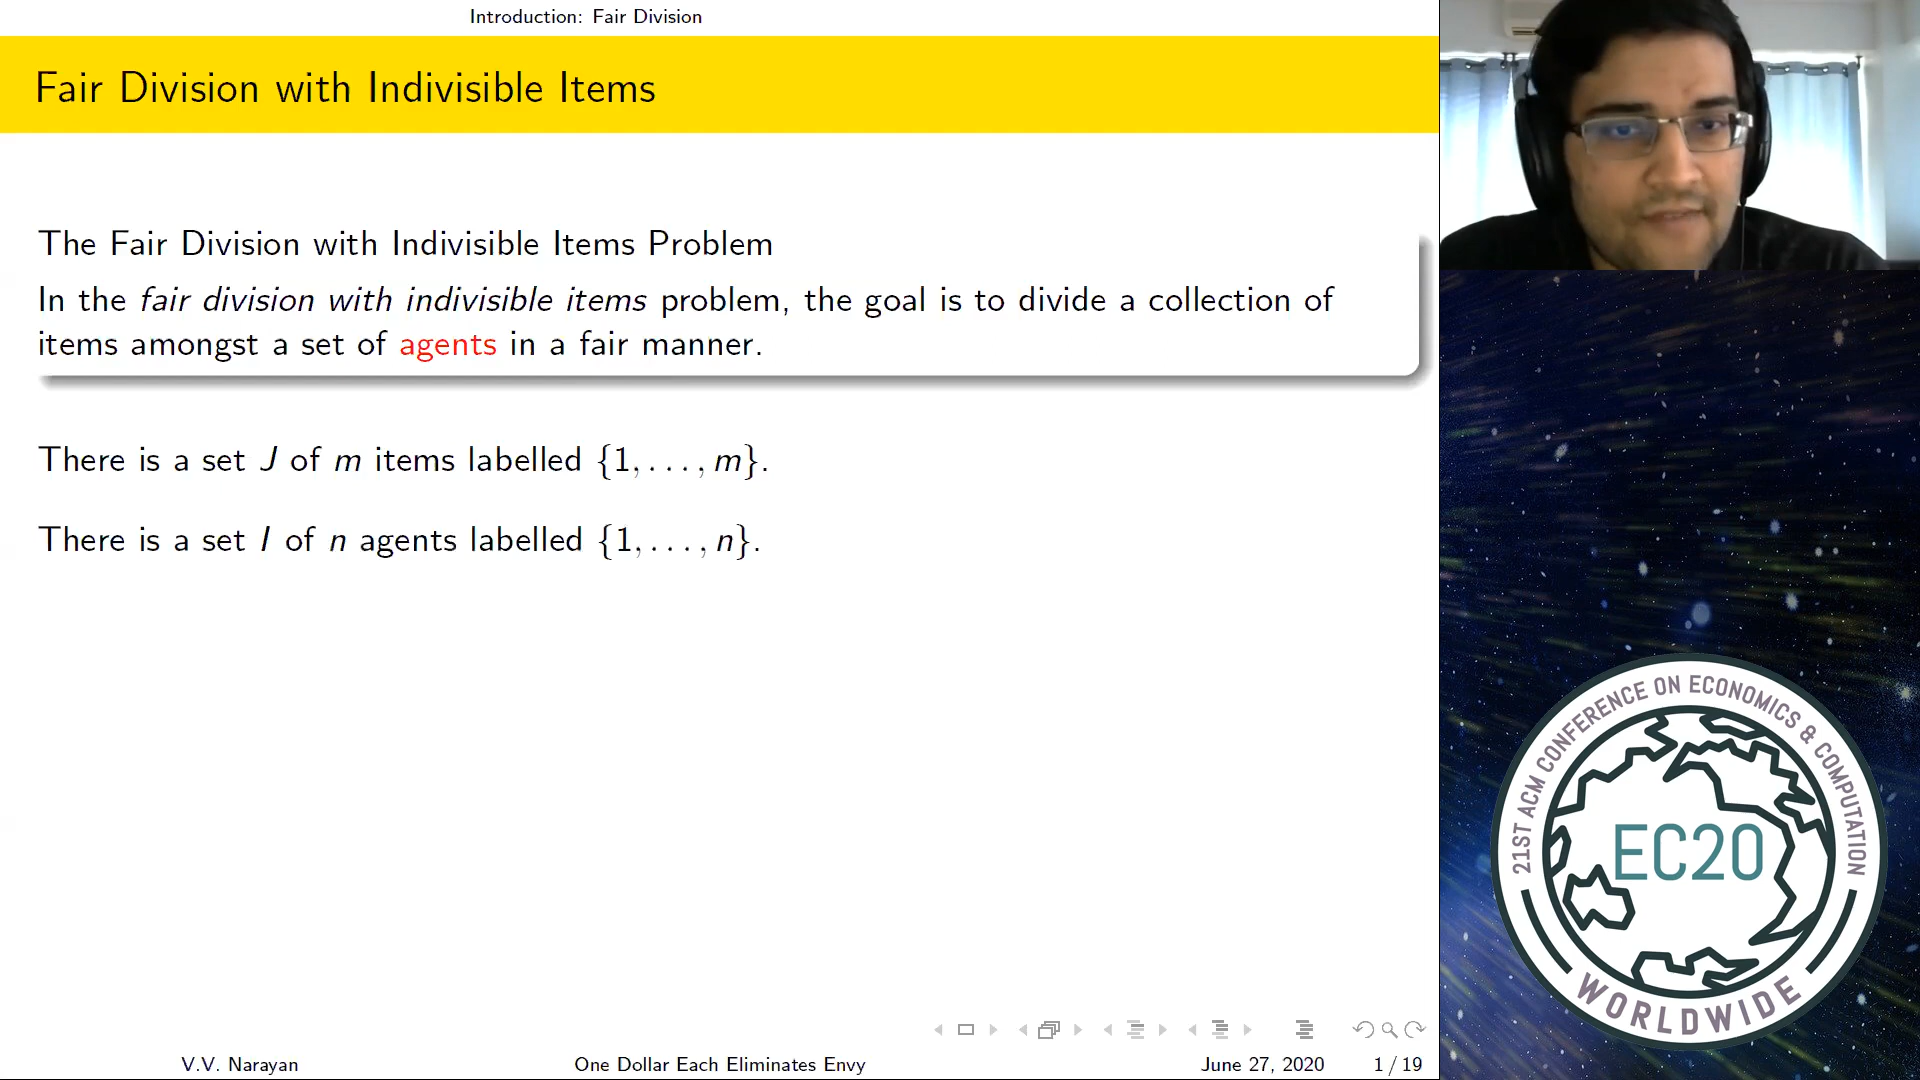 Introduction: Fair Division
Fair Division with Indivisible Items
The Fair Division with Indivisible Items Problem
In the fair division with indivisible items problem, the goal is to divide a collection of
items amongst a set of agents in a fair manner.
There is a set J of m items labelled {1, . . . , m}.
There is a set I of n agents labelled {1, . . . , n}.
V.V. Narayan
One Dollar Each Eliminates Envy
June 27, 2020
1 / 19
21ST ACM CONFERENCE ON ECONOMICS & COMPUTATION
EC20
WORLDWIDE